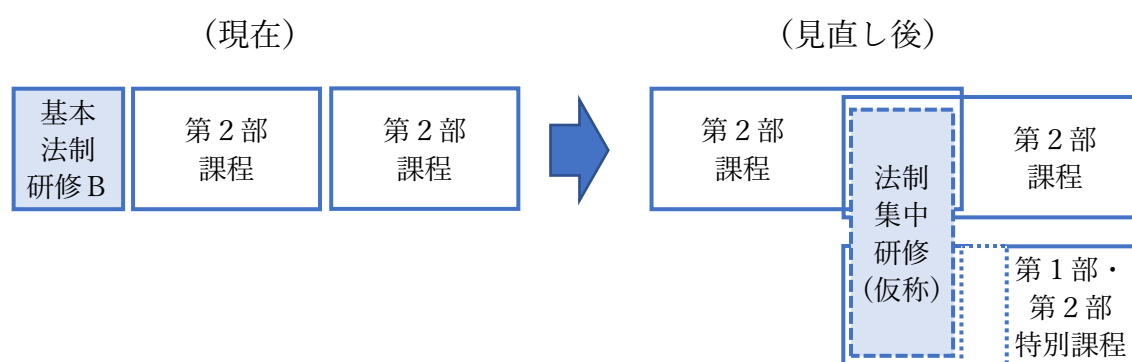 （現在）
（見直し後）
基本
法制
研修Ｂ
第２部
課程
第２部
課程
第２部
課程
法制
集中
研修
（仮称）
第２部
課程
第１部・
第２部
特別課程